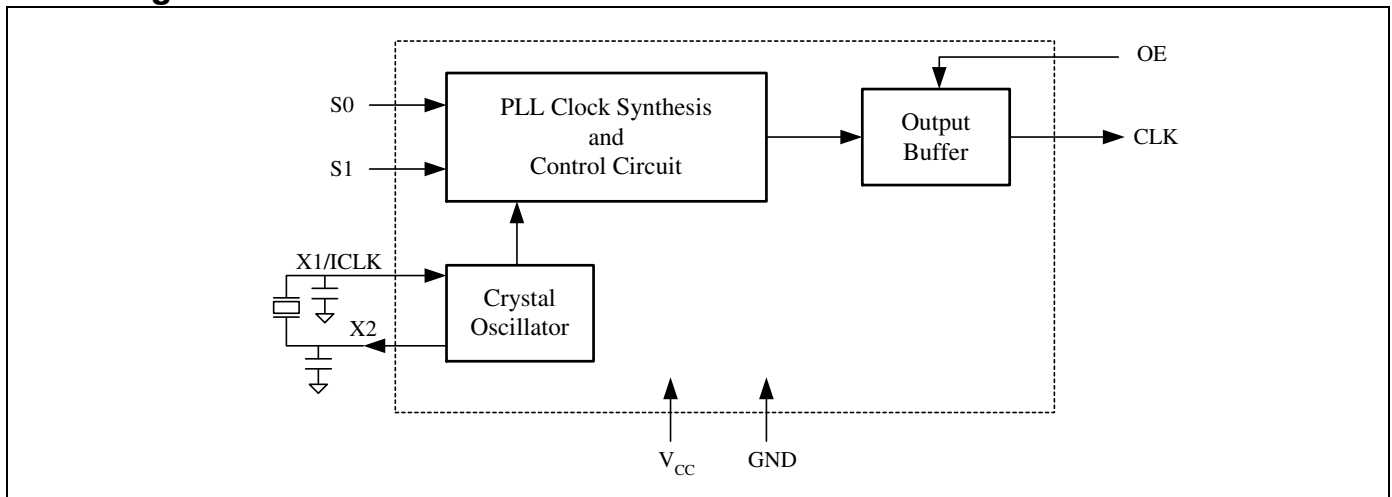 OE
S0
PLL Clock Synthesis
and
Control Circuit
Output
Buffer
CLK
S1
X1/ICLK
Crystal
Oscillator
X2
VCC
GND